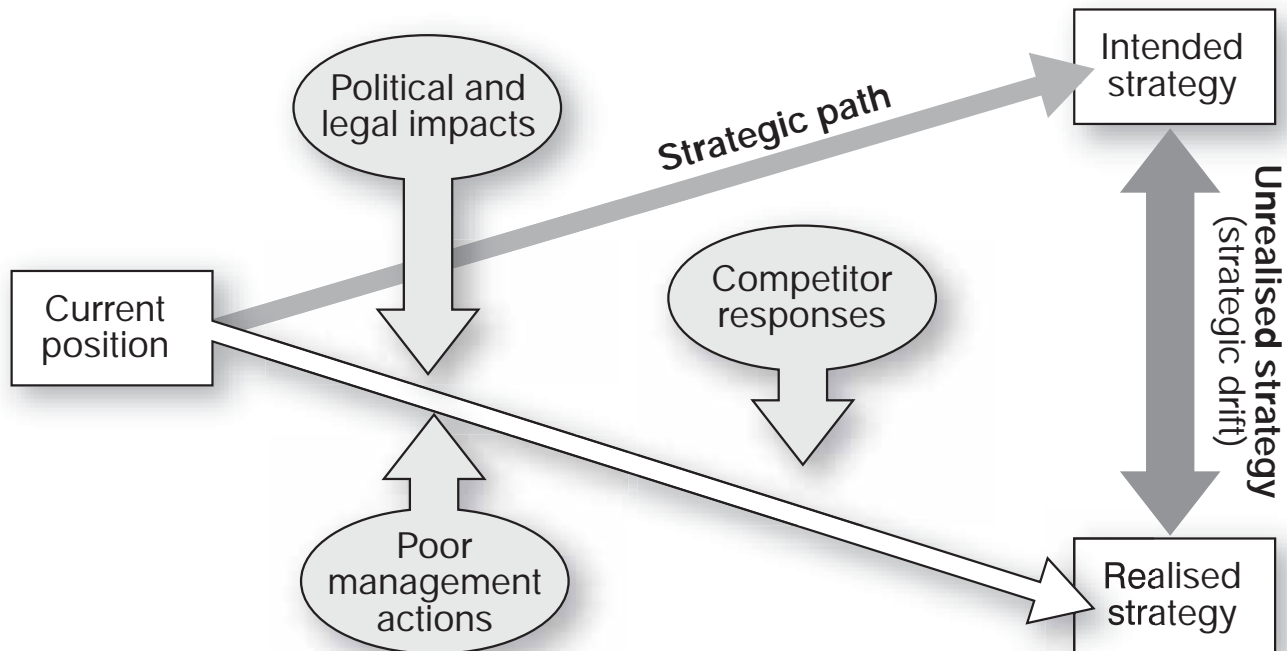 Political and
legal impacts
Strategic path
Intended
strategy
Current
position
Competitor
responses
Unrealised strategy
(strategic drift)
Poor
management
actions
Realised
strategy